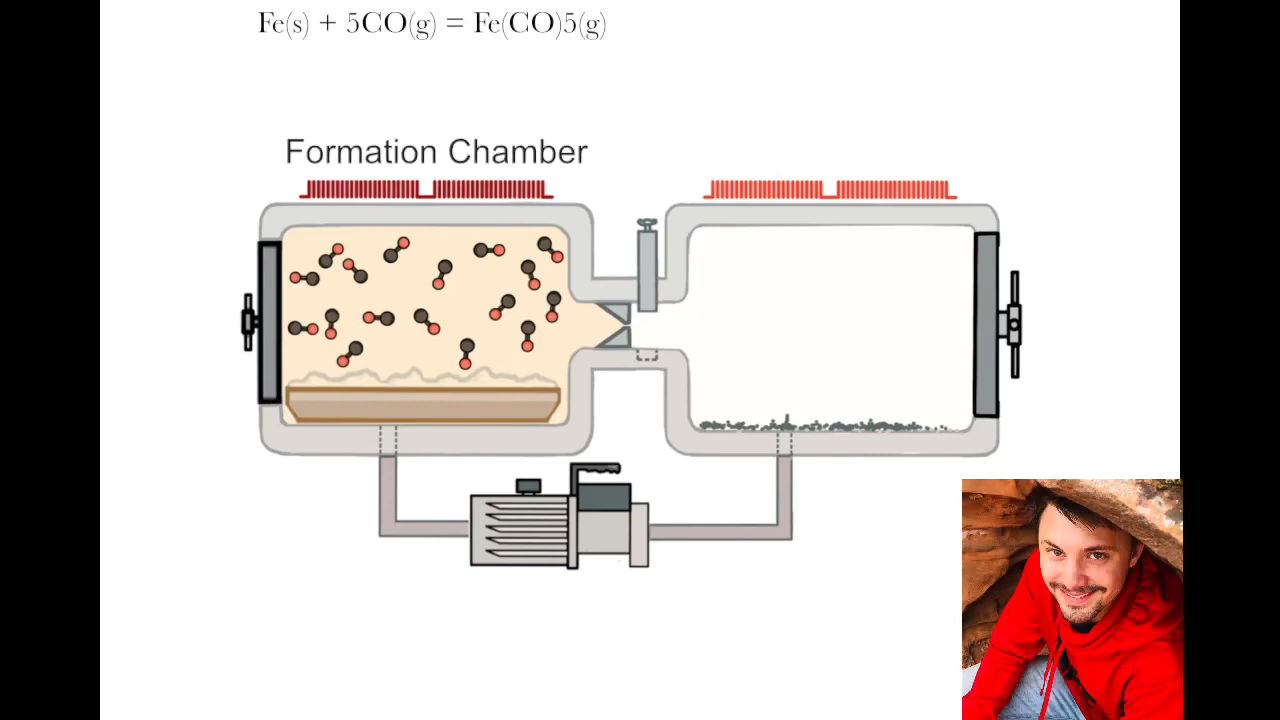 Fe(s) + 5CO(g) = Fe(CO)5(g)
Formation Chamber